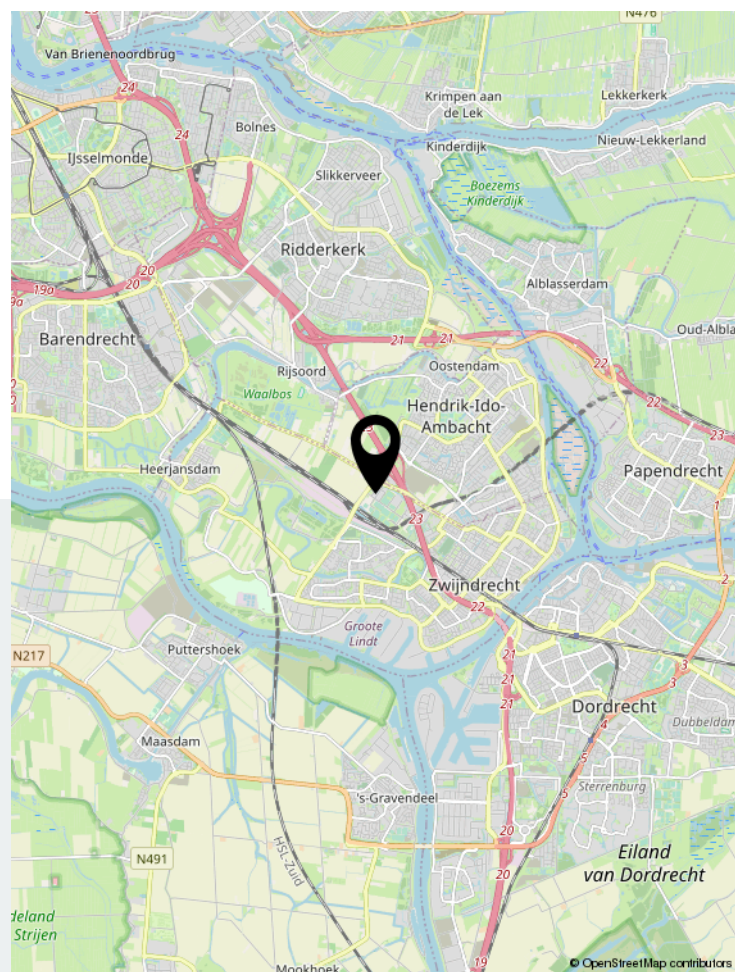 23
N476
Van Brienenoordbrug
24
Krimpen aan
de Lek
Lekkerkerk
24
Bolnes
Kinderdijk
Nieuw-Lekkerland
IJsselmonde
Slikkerveer
Boezems
Kinderdijk
Ridderkerk
20
20
19a
Alblasserdam
Barendrecht
21
21
Oud-Albla
22
Rijsoord
Oostendam
Waalbos
22
Hendrik-Ido-
Ambacht
23
Heerjansdam
Papendrecht
1
23
Zwijndrecht
2
22
Groote
Lindt
N217
Puttershoek
21
21
21
3
3
Dordrecht
4
Dubbeldam
Maasdam
5
Sterrenburg
's-Gravendeel
5
20
HSL-Zuid
N491
20
Eiland
van Dordrecht
deland
Strijen
19
Mookhoek
© OpenStreetMap contributors